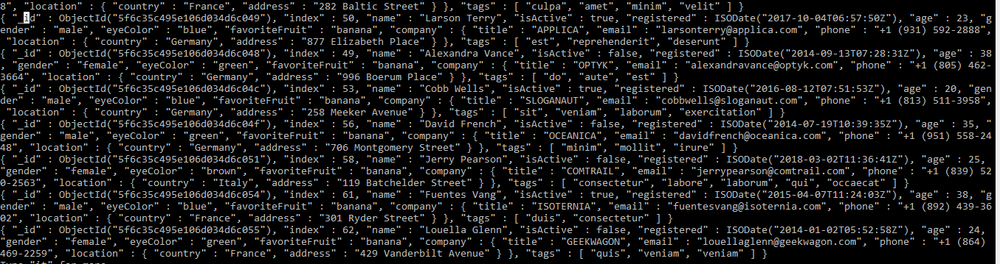 8", "location" : { "country" : "France", "address" : "282 Baltic Street" } }, "tags" : [ "culpa", "amet", "minim", "velit" ] }
{ "_id" : ObjectId("5f6c35c495e106d034d6c049"), "index" : 50, "name" : "Larson Terry", "isActive" : true, "registered" : ISODate("2017-10-04T06:57:50Z"), "age" : 23, "g
ender" : "male", "eyeColor" : "blue", "favoriteFruit" : "banana", "company" : { "title" : "APPLICA", "email" : "larsonterry@applica.com", "phone" : "+1 (931) 592-2888",
"location" : { "country" : "Germany", "address" : "877 Elizabeth Place" } }, "tags" : [ "est", "reprehenderit", "deserunt" ] }
{ "_id" : ObjectId("5f6c35c495e106d034d6c048"), "index" : 49, "name" : "Alexandra Vance", "isActive" : false, "registered" : ISODate("2014-09-13T07:28:31Z"), "age" : 38
, "gender" : "female", "eyeColor" : "green", "favoriteFruit" : "banana", "company" : { "title" : "OPTYK", "email" : "alexandravance@optyk.com", "phone" : "+1 (805) 462-
3664", "location" : { "country" : "Germany", "address" : "996 Boerum Place" } }, "tags" : [ "do", "aute", "est" ] }
{ "_id" : ObjectId("5f6c35c495e106d034d6c04c"), "index" : 53, "name" : "Cobb Wells", "isActive" : true, "registered" : ISODate("2016-08-12T07:51:53Z"), "age" : 20, "gen
der" : "male", "eyeColor" : "blue", "favoriteFruit" : "banana", "company" : { "title" : "SLOGANAUT", "email" : "cobbwells@sloganaut.com", "phone" : "+1 (813) 511-3958",
"location" : { "country" : "Germany", "address" : "258 Meeker Avenue" } }, "tags" : [ "sit", "veniam", "laborum", "exercitation" ] }
{ "_id" : ObjectId("5f6c35c495e106d034d6c04f"), "index" : 56, "name" : "David French", "isActive" : false, "registered" : ISODate("2014-07-19T10:39:35Z"), "age" : 35,
"gender" : "male", "eyeColor" : "green", "favoriteFruit" : "banana", "company" : { "title" : "OCEANICA", "email" : "davidfrench@oceanica.com", "phone" : "+1 (951) 558-24
48", "location" : { "country" : "Germany", "address" : "706 Montgomery Street" } }, "tags" : [ "minim", "mollit", "irure" ] }
{ "_id" : ObjectId("5f6c35c495e106d034d6c051"), "index" : 58, "name" : "Jerry Pearson", "isActive" : false, "registered" : ISODate("2018-03-02T11:36:41Z"), "age" : 25,
"gender" : "female", "eyeColor" : "brown", "favoriteFruit" : "banana", "company" : { "title" : "COMTRAIL", "email" : "jerrypearson@comtrail.com", "phone" : "+1 (839) 52
0-2563", "location" : { "country" : "Italy", "address" : "119 Batchelder Street" } }, "tags" : [ "consectetur", "labore", "laborum", "qui", "occaecat" ] }
{ "_id" : ObjectId("5f6c35c495e106d034d6c054"), "index" : 61, "name" : "Fuentes Vang", "isActive" : true, "registered" : ISODate("2015-04-07T11:24:03Z"), "age" : 38, "g
ender" : "male", "eyeColor" : "blue", "favoriteFruit" : "banana", "company" : { "title" : "ISOTERNIA", "email" : "fuentesvang@isoternia.com", "phone" : "+1 (892) 439-36
02", "location" : { "country" : "France", "address" : "301 Ryder Street" } }, "tags" : [ "duis", "consectetur" ] }
{ "_id" : ObjectId("5f6c35c495e106d034d6c055"), "index" : 62, "name" : "Louella Glenn", "isActive" : true, "registered" : ISODate("2014-01-02T05:52:58Z"), "age" : 24,
"gender" : "female", "eyeColor" : "green", "favoriteFruit" : "banana", "company" : { "title" : "GEEKWAGON", "email" : "louellaglenn@geekwagon.com", "phone" : "+1 (864)
469-2259", "location" : { "country" : "France", "address" : "429 Vanderbilt Avenue" } }, "tags" : [ "quis", "veniam", "veniam" ] }
Type "it" for more